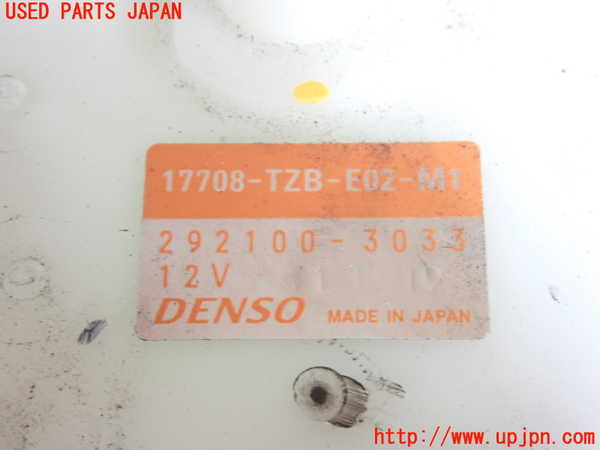 USED PARTS JAPAN
17708-TZB-E02-M1
292100-3033
12V
DENSO MADE IN JAPAN
http://www.upjpn.com/